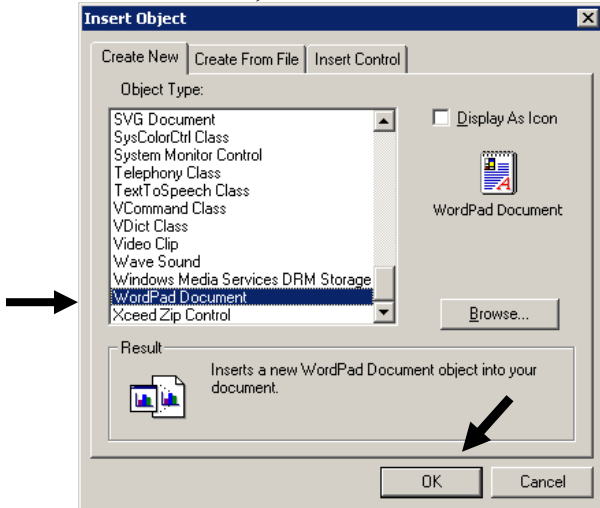 Insert Object
Create New Create From File Insert Control
Object Type:
SVG Document
SysColorCtrl Class
System Monitor Control
Telephony Class
TextToSpeech Class
VCommand Class
VDict Class
Video Clip
Wave Sound
Windows Media Services DRM Storage
WordPad Document
Xceed Zip Control
Display As Icon
WordPad Document
Browse...
Result
Inserts a new WordPad Document object into your
document.
OK Cancel